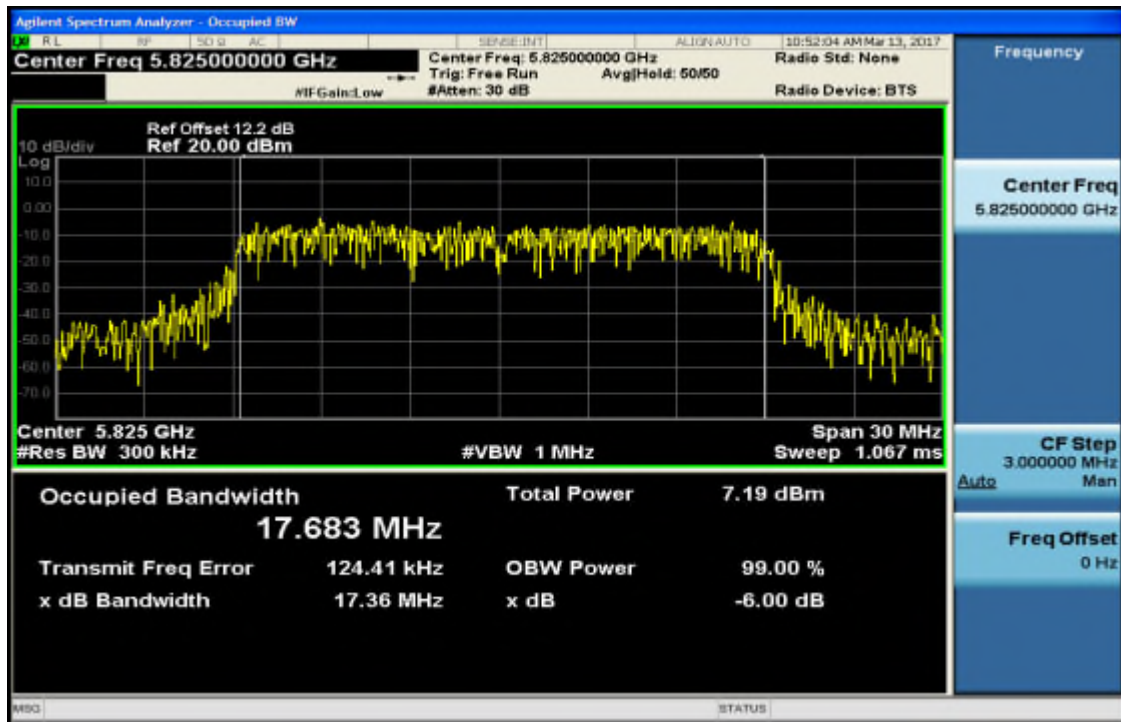 Agilent Spectrum Analyzer - Occupied BW
RL RF 50 Ω AC SENSE:INT ALIGN AUTO 10:52:04 AM Mar 13, 2017
Center Freq 5.825000000 GHz
Center Freq: 5.825000000 GHz
Radio Std: None
Trig: Free Run Avg|Hold: 50/50
#IFGain:Low #Atten: 30 dB
Radio Device: BTS
Ref Offset 12.2 dB
10 dB/div Ref 20.00 dBm
Log
10.0
0.00
-10.0
-20.0
-30.0
-40.0
-50.0
-60.0
-70.0
Center 5.825 GHz Span 30 MHz
#Res BW 300 kHz #VBW 1 MHz Sweep 1.067 ms
Occupied Bandwidth Total Power 7.19 dBm
17.683 MHz
Transmit Freq Error 124.41 kHz OBW Power 99.00 %
x dB Bandwidth 17.36 MHz x dB -6.00 dB
MSG STATUS
Frequency
Center Freq
5.825000000 GHz
CF Step
3.000000 MHz
Auto Man
Freq Offset
0 Hz